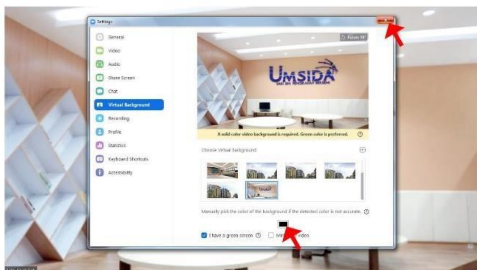 Settings
General
Video
Audio
Share Screen
Chat
Virtual Background
Recording
Profile
Statistics
Keyboard Shortcuts
Accessibility
UMSIDA
A solid color video background is required. Green color is preferred.
Choose Virtual Background
Manually pick the color of the background if the detected color is not accurate.
I have a green screen
video